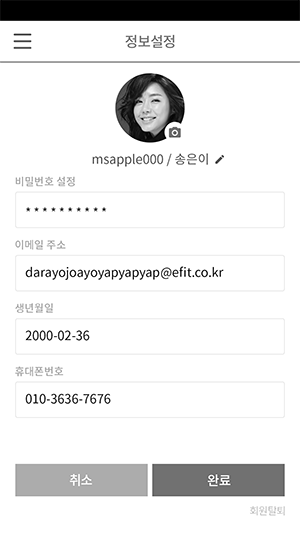 정보설정
msapple000 / 송은이
비밀번호 설정
* * * * * * * * * *
이메일 주소
darayojoayoyapyapyap@efit.co.kr
생년월일
2000-02-36
휴대폰번호
010-3636-7676
취소 완료
회원탈퇴